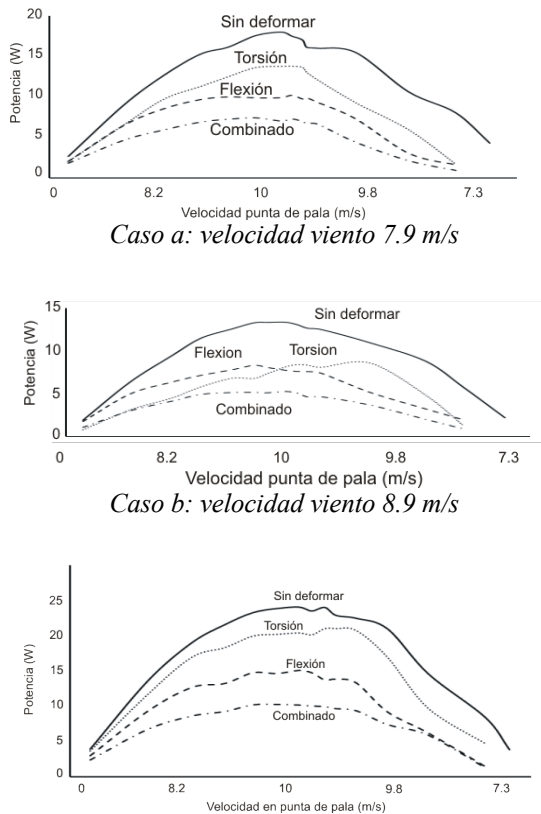 20
15
10
5
0
Potencia (W)
Sin deformar
Torsión
Flexión
Combinado
0 8.2 10 9.8 7.3
Velocidad punta de pala (m/s)
Caso a: velocidad viento 7.9 m/s
15
10
5
0
Potencia (W)
Sin deformar
Flexion Torsion
Combinado
0 8.2 10 9.8 7.3
Velocidad punta de pala (m/s)
Caso b: velocidad viento 8.9 m/s
25
20
15
10
5
0
Potencia (W)
Sin deformar
Torsión
Flexión
Combinado
0 8.2 10 9.8 7.3
Velocidad en punta de pala (m/s)